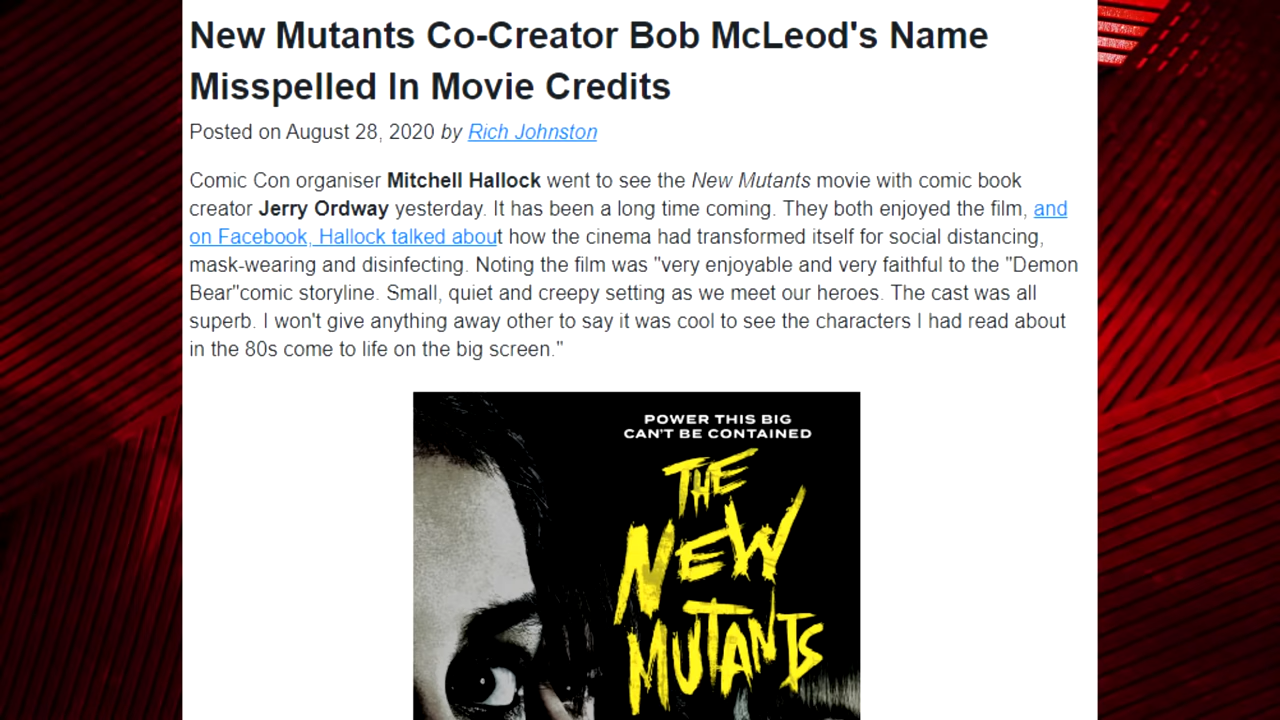 New Mutants Co-Creator Bob McLeod's Name
Misspelled In Movie Credits
Posted on August 28, 2020 by Rich Johnston
Comic Con organiser Mitchell Hallock went to see the New Mutants movie with comic book
creator Jerry Ordway yesterday. It has been a long time coming. They both enjoyed the film, and
on Facebook, Hallock talked about how the cinema had transformed itself for social distancing,
mask-wearing and disinfecting. Noting the film was "very enjoyable and very faithful to the "Demon
Bear"comic storyline. Small, quiet and creepy setting as we meet our heroes. The cast was all
superb. I won't give anything away other to say it was cool to see the characters I had read about
in the 80s come to life on the big screen."
POWER THIS BIG
CAN'T BE CONTAINED
THE
NEW
MUTANTS